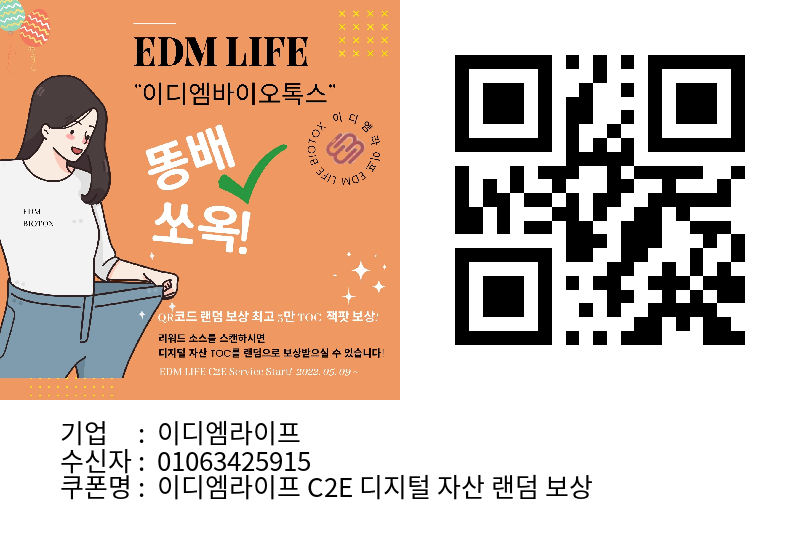 EDM LIFE
"이디엠바이오톡스"
이디엠라이프 EDM LIFE BIOTOX
똥배
쏘옥!
EDM
BIOTOX
QR코드 랜덤 보상 최고 5만 TOC 잭팟 보상!
리워드 소스를 스캔하시면
디지털 자산 TOC를 랜덤으로 보상받으실 수 있습니다!
EDM LIFE C2E Service Start! 2022. 05. 09 ~
기업 : 이디엠라이프
수신자 : 01063425915
쿠폰명 : 이디엠라이프 C2E 디지털 자산 랜덤 보상